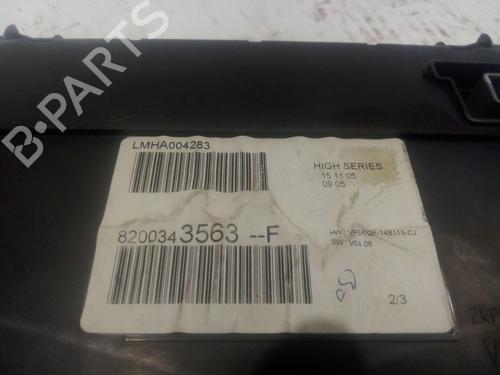 LMHA004283
HIGH SERIES
15 11 05
09 05
8200343563 --F
HW: VP5RQF-14B115-CJ
SW: V04.06
2/3
B-PARTS